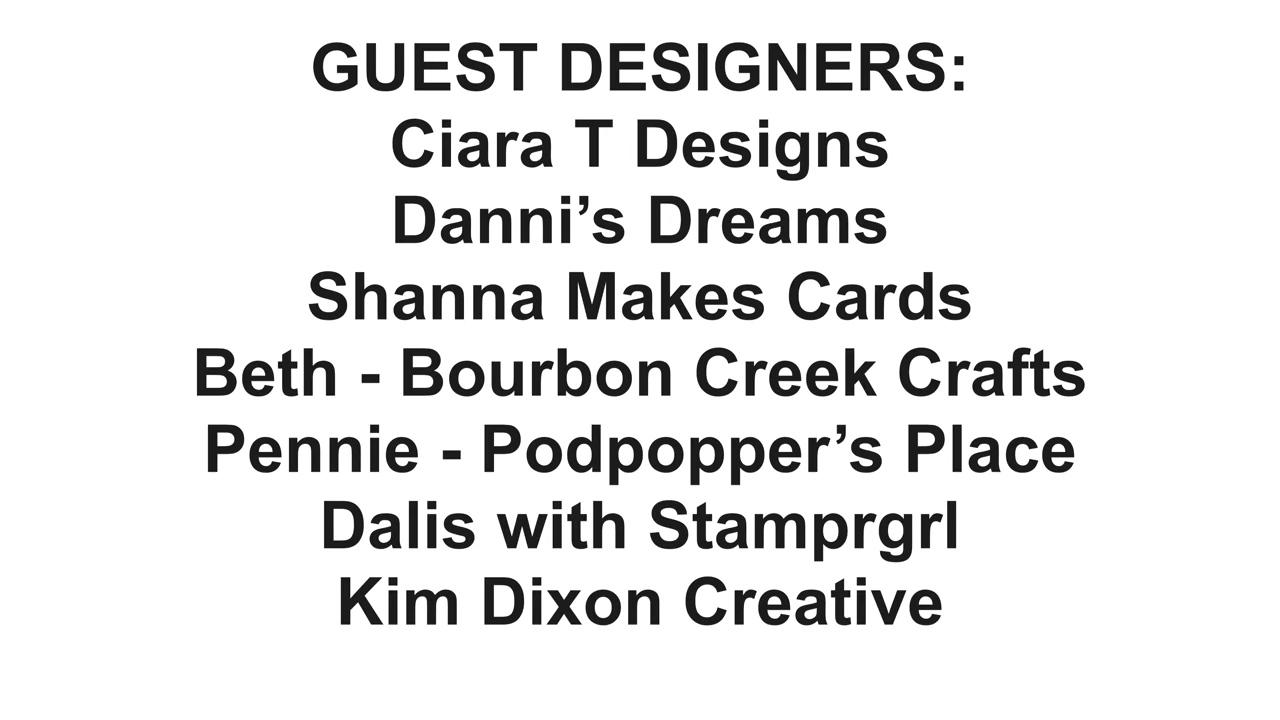 GUEST DESIGNERS:
Ciara T Designs
Danni’s Dreams
Shanna Makes Cards
Beth - Bourbon Creek Crafts
Pennie - Podpopper’s Place
Dalis with Stamprgrl
Kim Dixon Creative